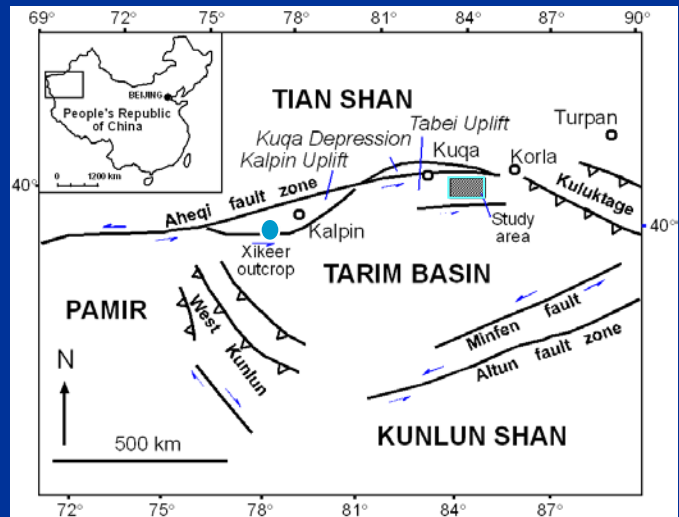 69° 72° 75° 77° 81° 84° 87° 90°
BEIJING
People's Republic
of China
0 1200 km
TIAN SHAN
Turpan
Tabei Uplift
Kuqa Depression
Kuqa
Korla
Kalpin Uplift
40°
Aheqi fault zone
Kuluktage
Kalpin
Study
area
40°
Xikeer
outcrop
TARIM BASIN
PAMIR
West Kunlun
Minfen fault
Altun fault zone
N
KUNLUN SHAN
500 km
72° 75° 78° 81° 84° 87°